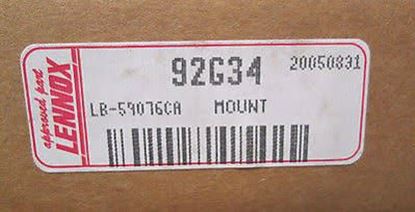 approved part
LENNOX
92G34 20050831
LB-59076CA MOUNT